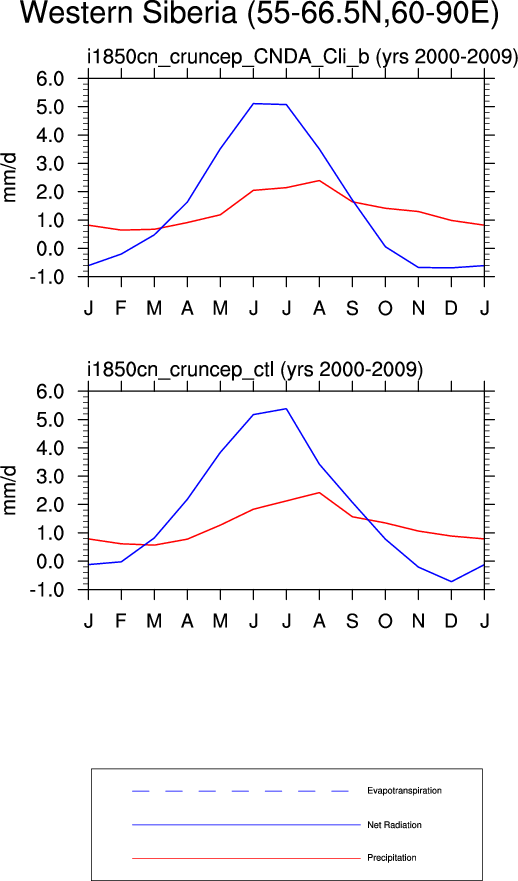 Western Siberia (55-66.5N,60-90E)
i1850cn_cruncep_CNDA_Cli_b (yrs 2000-2009)
6.0
5.0
4.0
3.0
2.0
1.0
0.0
-1.0
mm/d
J F M A M J J A S O N D J
i1850cn_cruncep_ctl (yrs 2000-2009)
6.0
5.0
4.0
3.0
2.0
1.0
0.0
-1.0
mm/d
J F M A M J J A S O N D J
Evapotranspiration
Net Radiation
Precipitation